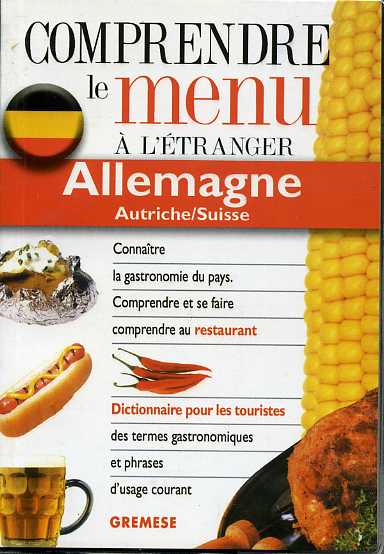 COMPRENDRE
le menu
À L'ÉTRANGER
Allemagne
Autriche/Suisse
Connaître
la gastronomie du pays.
Comprendre et se faire
comprendre au restaurant
Dictionnaire pour les touristes
des termes gastronomiques
et phrases
d'usage courant
GREMESE